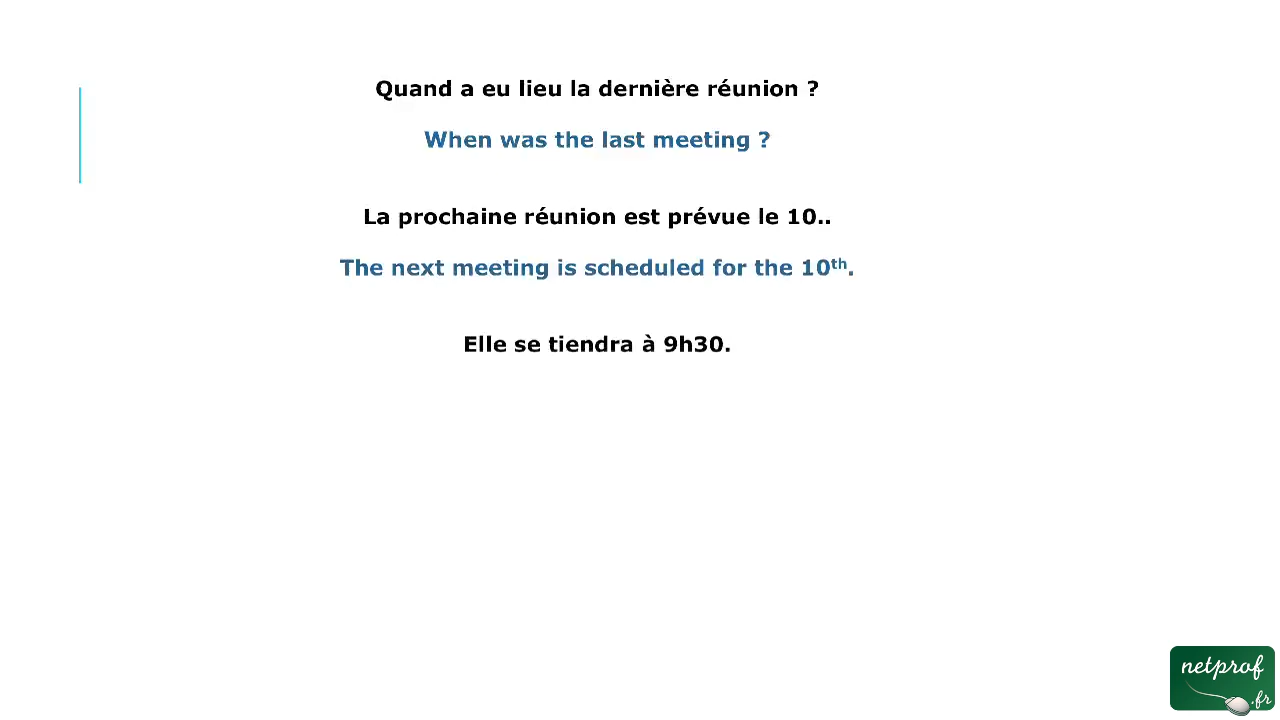 Quand a eu lieu la dernière réunion ?
When was the last meeting ?
La prochaine réunion est prévue le 10..
The next meeting is scheduled for the 10th.
Elle se tiendra à 9h30.
netprof
.fr